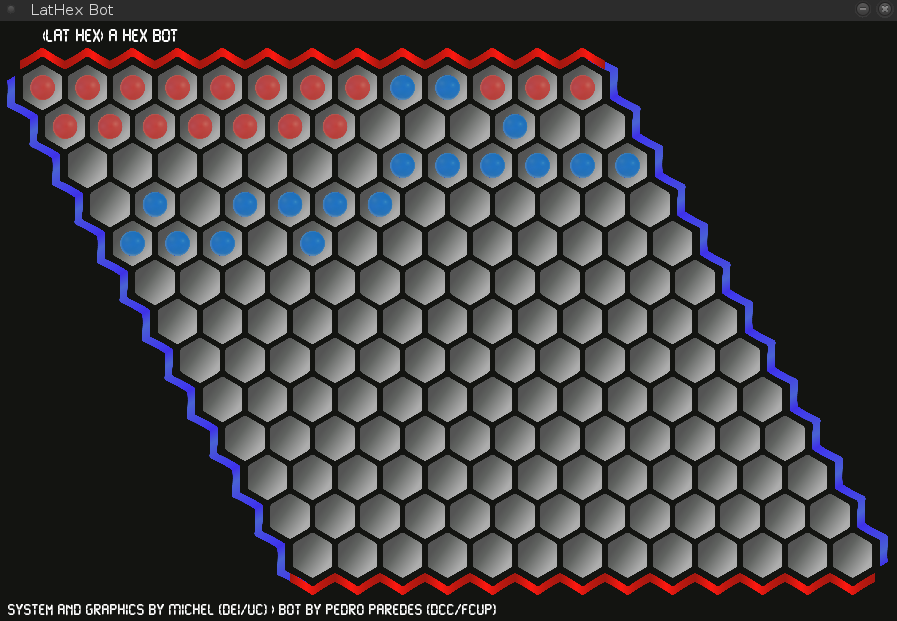 LatHex Bot
(LAT HEX) A HEX BOT
SYSTEM AND GRAPHICS BY MICHEL (DEI/UC) ) BOT BY PEDRO PAREDES (DCC/FCUP)